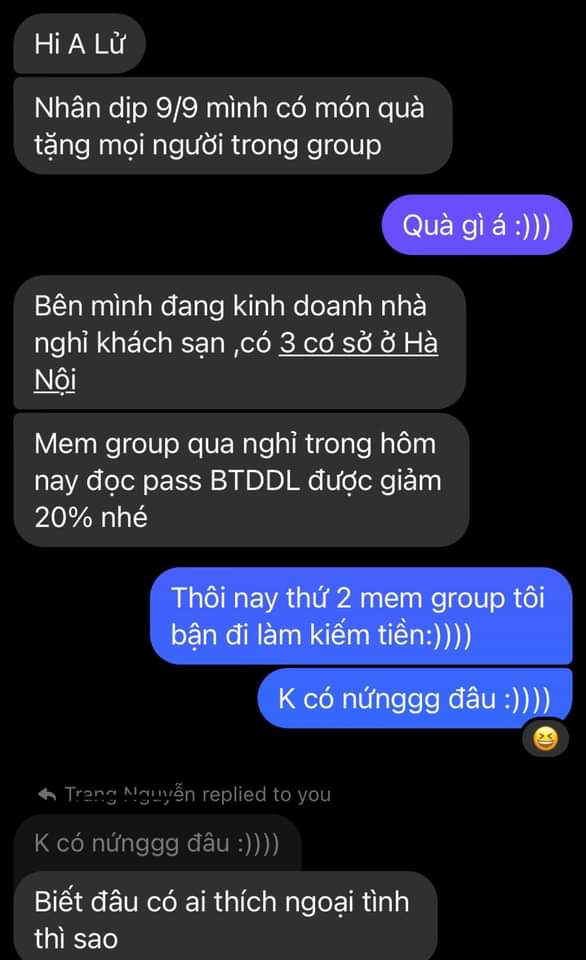 Hi A Lử
Nhân dịp 9/9 mình có món quà
tặng mọi người trong group
Quà gì á :)))
Bên mình đang kinh doanh nhà
nghỉ khách sạn ,có 3 cơ sở ở Hà
Nội
Mem group qua nghỉ trong hôm
nay đọc pass BTDDL được giảm
20% nhé
Thôi nay thứ 2 mem group tôi
bận đi làm kiếm tiền:))))
K có nứnggg đâu :))))
Trang Nguyễn replied to you
K có nứnggg đâu :))))
Biết đâu có ai thích ngoại tình
thì sao